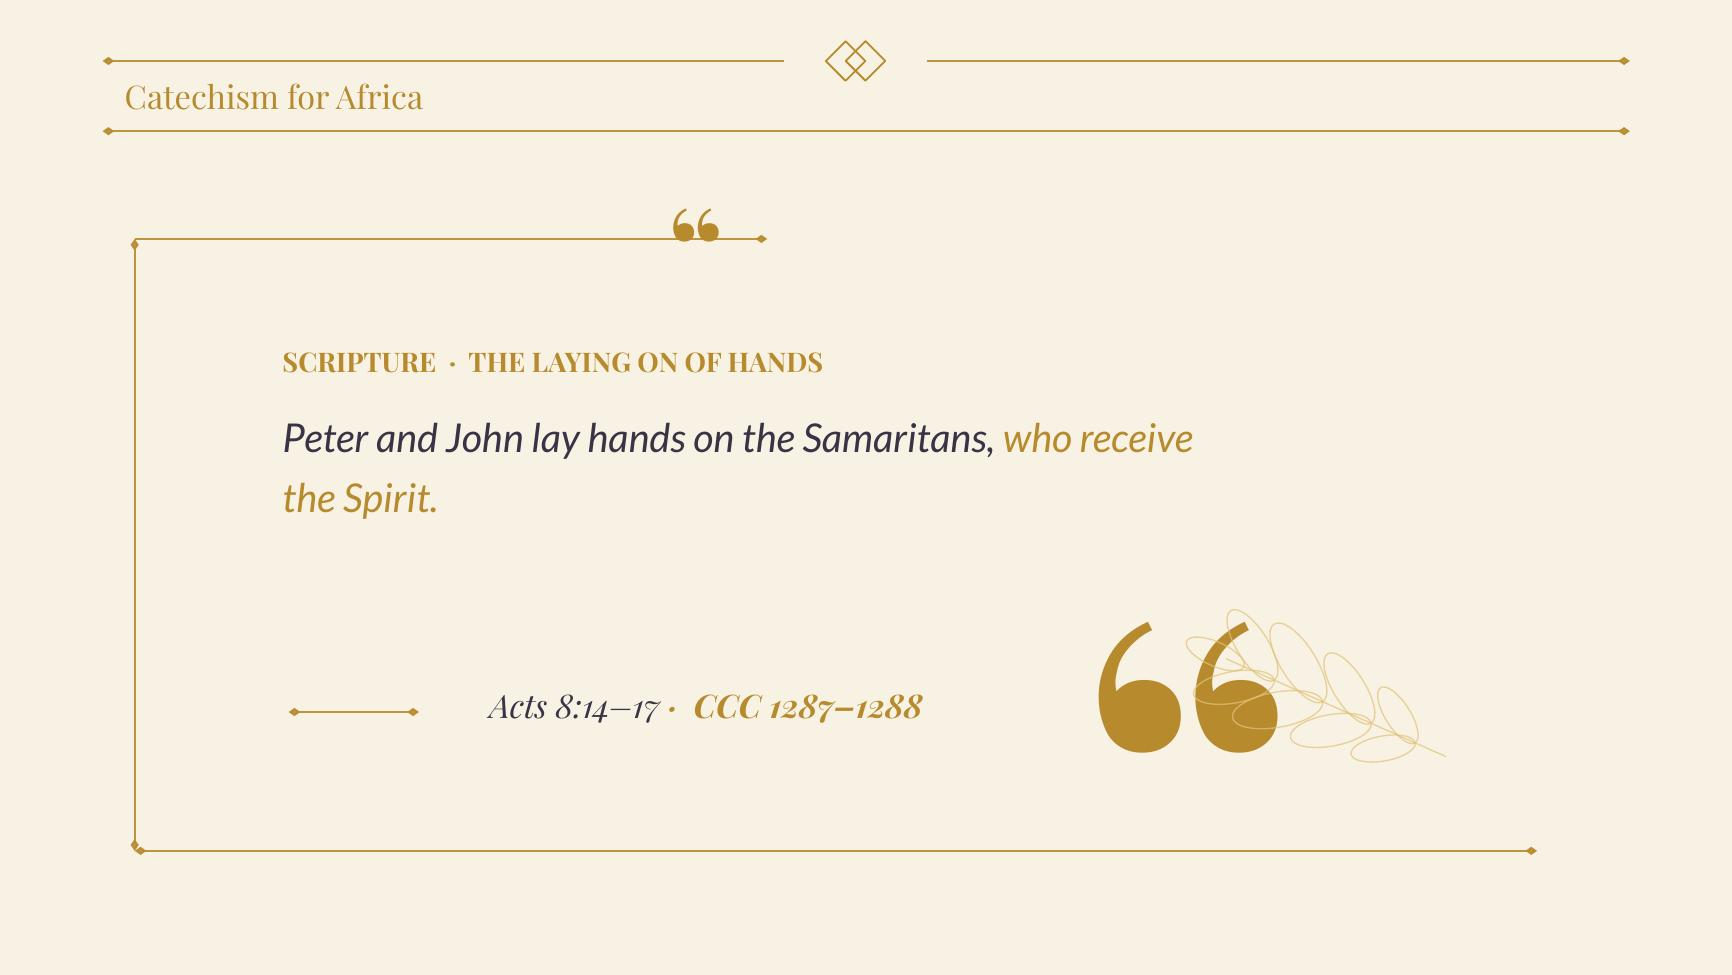 Catechism for Africa
SCRIPTURE · THE LAYING ON OF HANDS
Peter and John lay hands on the Samaritans, who receive
the Spirit.
Acts 8:14–17 · CCC 1287–1288